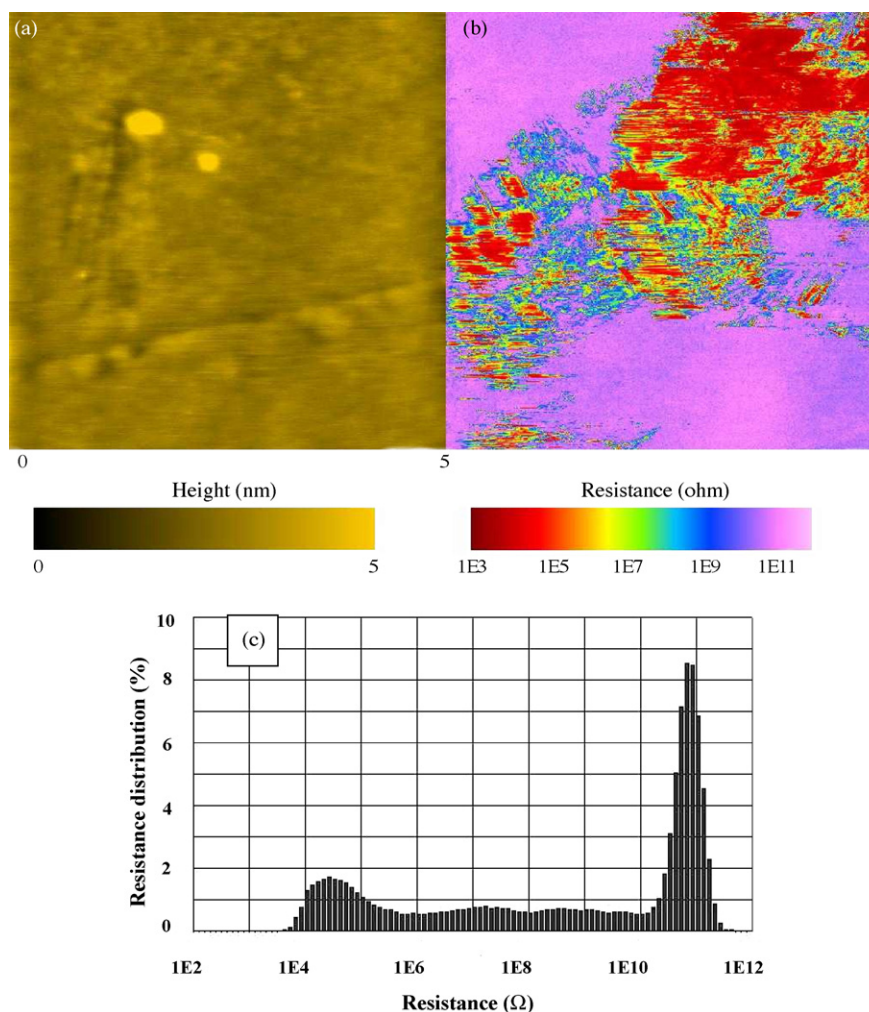 (a) (b)
0 5
Height (nm) Resistance (ohm)
0 5 1E3 1E5 1E7 1E9 1E11
(c)
Resistance distribution (%)
10
8
6
4
2
0
1E2 1E4 1E6 1E8 1E10 1E12
Resistance (Ω)